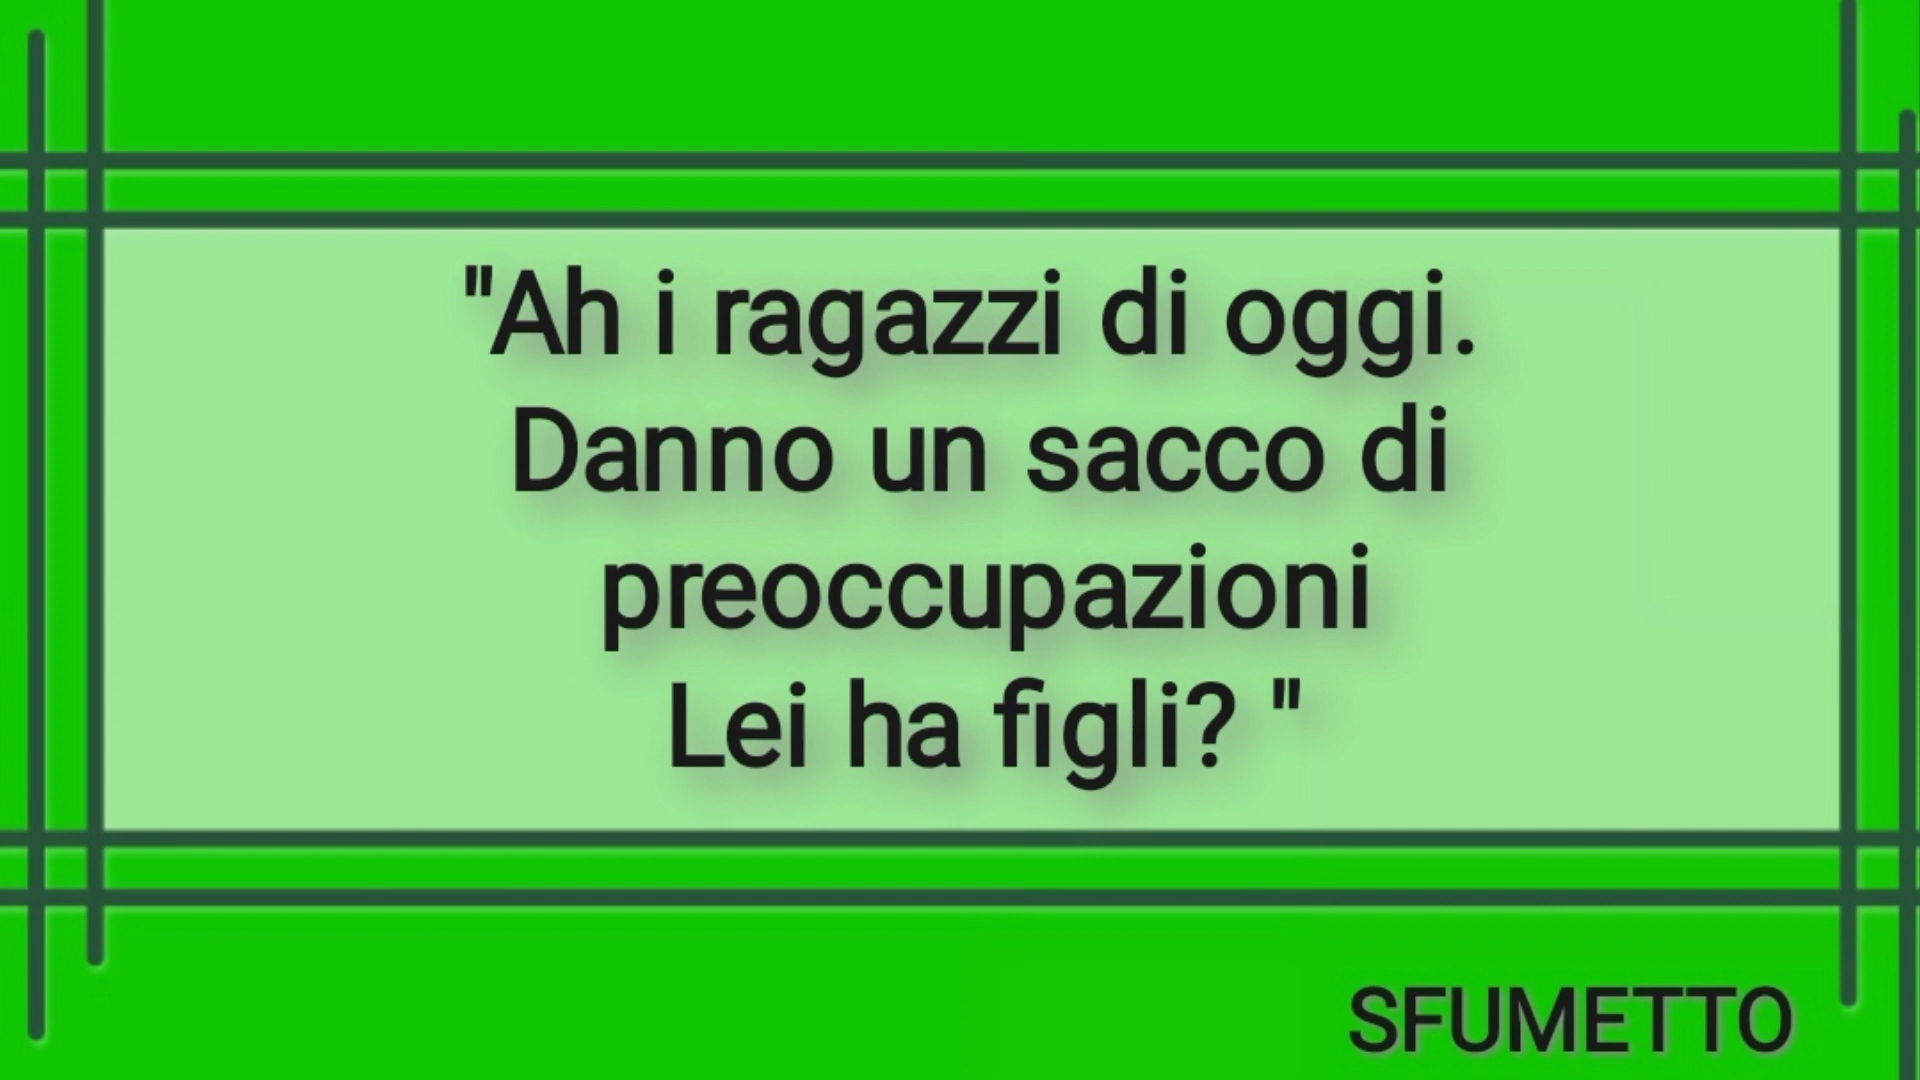 "Ah i ragazzi di oggi.
Danno un sacco di
preoccupazioni
Lei ha figli? "
SFUMETTO